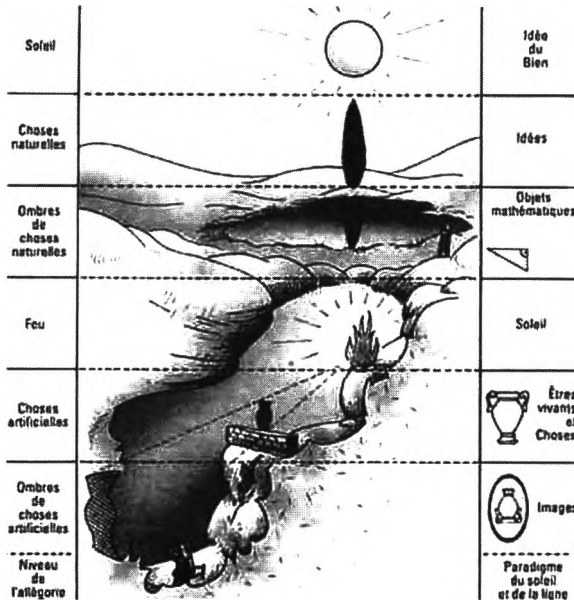 Soleil
Idée
du
Bien
Choses
naturelles
Idées
Ombres
de
choses
naturelles
Objets
mathématiques
Feu
Soleil
Choses
artificielles
Êtres
vivants
et
Choses
Ombres
de
choses
artificielles
Images
Niveau
de
l'allégorie
Paradigme
du soleil
et de la ligne